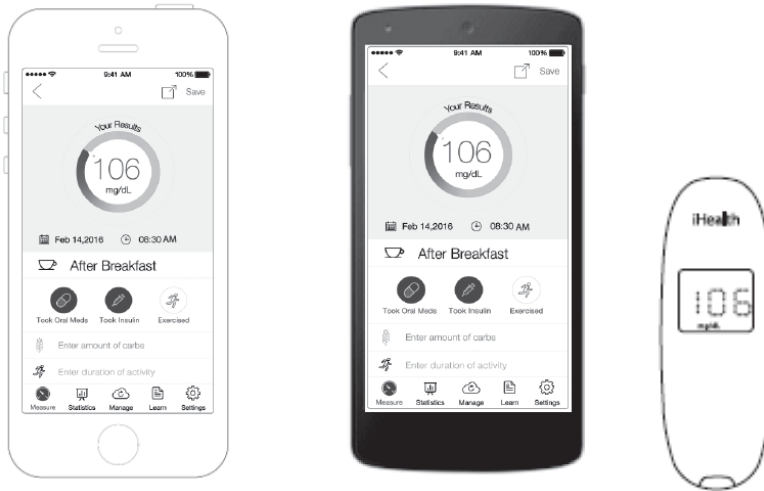 9:41 AM 100%
Save
Your Results
106
mg/dL
Feb 14,2016 08:30 AM
After Breakfast
Took Oral Meds Took Insulin Exercised
Enter amount of carbs
Enter duration of activity
Measure Statistics Manage Learn Settings
9:41 AM 100%
Save
Your Results
106
mg/dL
Feb 14,2016 08:30 AM
After Breakfast
Took Oral Meds Took Insulin Exercised
Enter amount of carbs
Enter duration of activity
Measure Statistics Manage Learn Settings
iHealth
106
mg/dL